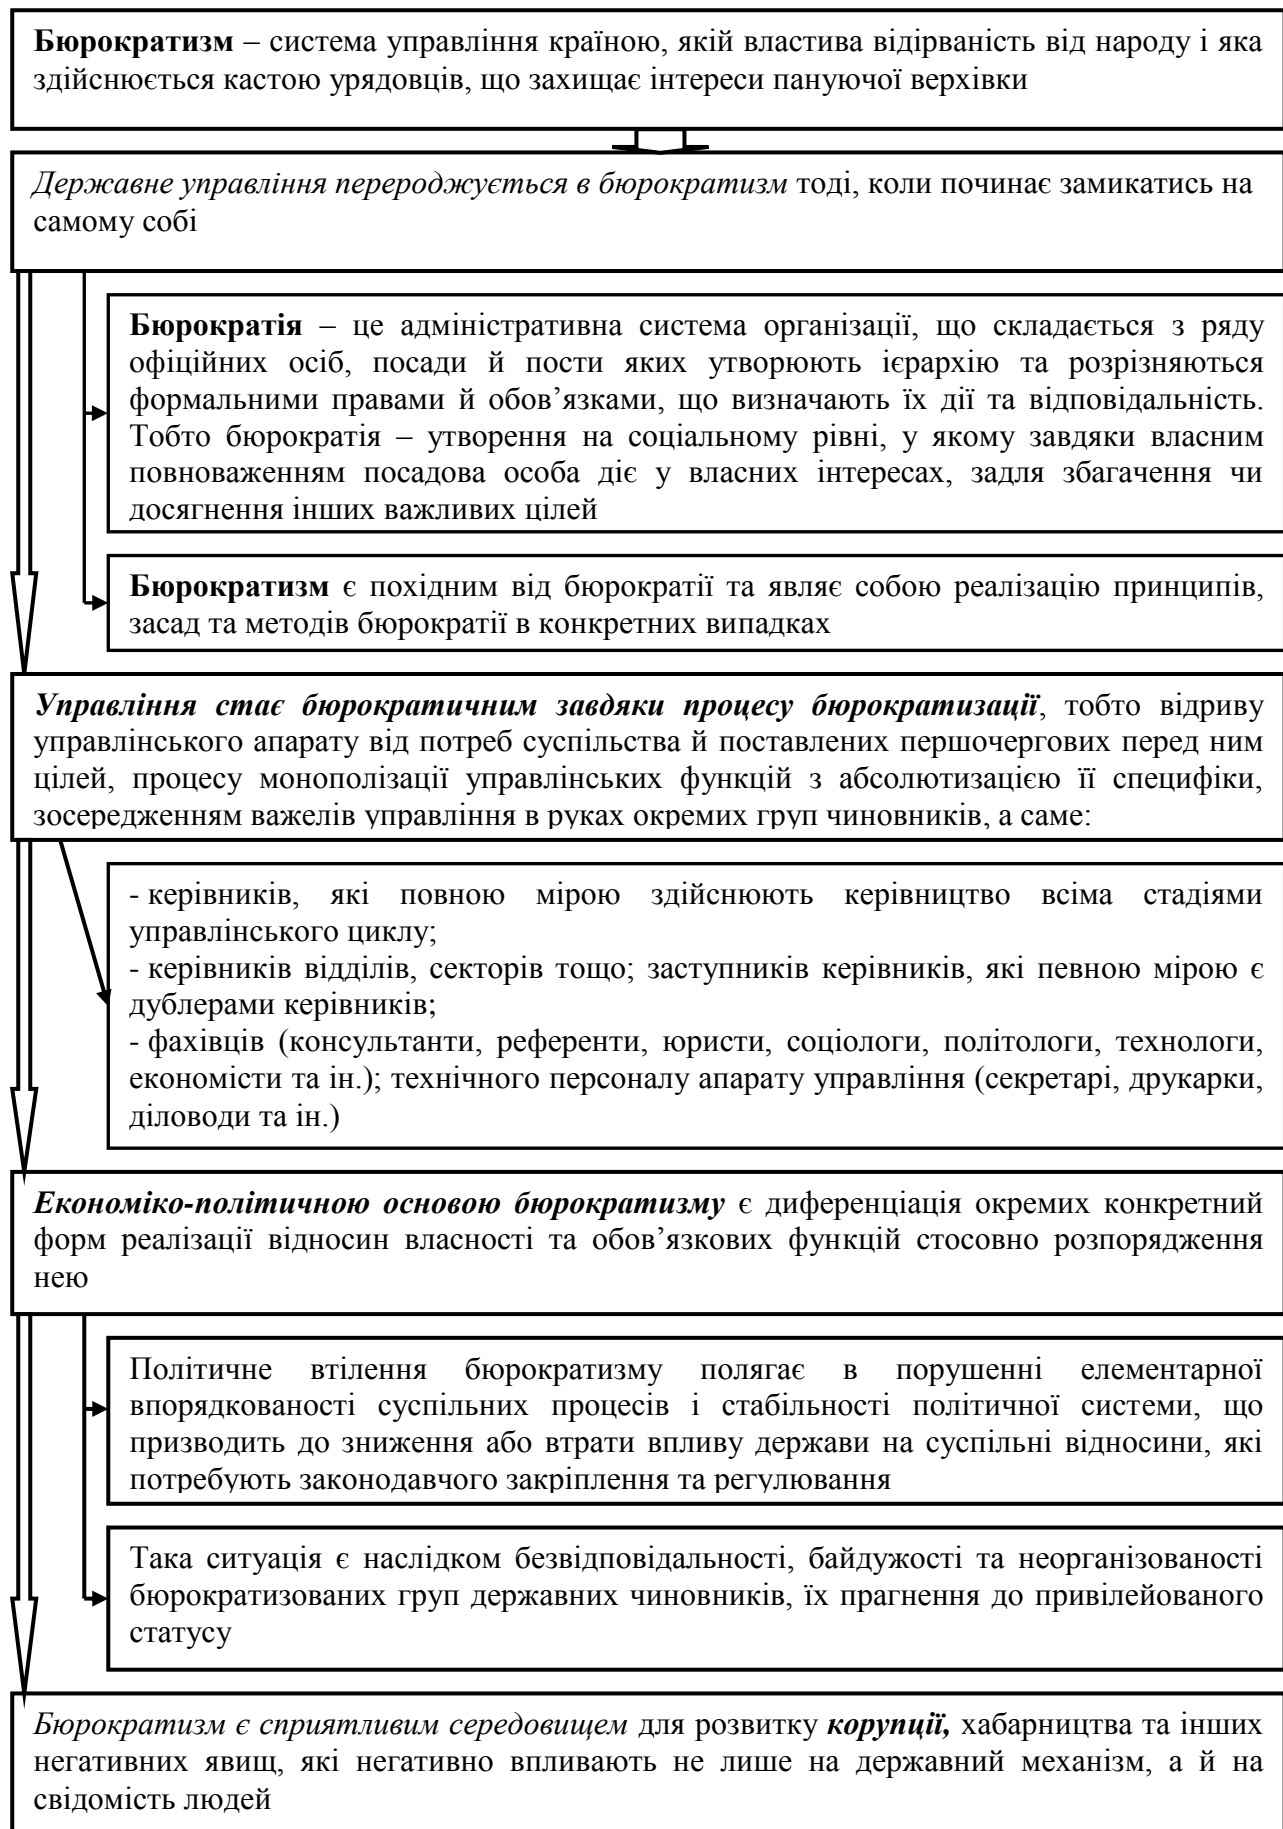 Бюрократизм – система управління країною, якій властива відірваність від народу і яка
здійснюється кастою урядовців, що захищає інтереси пануючої верхівки
Державне управління перероджується в бюрократизм тоді, коли починає замикатись на
самому собі
Бюрократія – це адміністративна система організації, що складається з ряду
офіційних осіб, посади й пости яких утворюють ієрархію та розрізняються
формальними правами й обов’язками, що визначають їх дії та відповідальність.
Тобто бюрократія – утворення на соціальному рівні, у якому завдяки власним
повноваженням посадова особа діє у власних інтересах, задля збагачення чи
досягнення інших важливих цілей
Бюрократизм є похідним від бюрократії та являє собою реалізацію принципів,
засад та методів бюрократії в конкретних випадках
Управління стає бюрократичним завдяки процесу бюрократизації, тобто відриву
управлінського апарату від потреб суспільства й поставлених першочергових перед ним
цілей, процесу монополізації управлінських функцій з абсолютизацією її специфіки,
зосередженням важелів управління в руках окремих груп чиновників, а саме:
- керівників, які повною мірою здійснюють керівництво всіма стадіями
управлінського циклу;
- керівників відділів, секторів тощо; заступників керівників, які певною мірою є
дублерами керівників;
- фахівців (консультанти, референти, юристи, соціологи, політологи, технологи,
економісти та ін.); технічного персоналу апарату управління (секретарі, друкарки,
діловоди та ін.)
Економіко-політичною основою бюрократизму є диференціація окремих конкретний
форм реалізації відносин власності та обов’язкових функцій стосовно розпорядження
нею
Політичне втілення бюрократизму полягає в порушенні елементарної
впорядкованості суспільних процесів і стабільності політичної системи, що
призводить до зниження або втрати впливу держави на суспільні відносини, які
потребують законодавчого закріплення та регулювання
Така ситуація є наслідком безвідповідальності, байдужості та неорганізованості
бюрократизованих груп державних чиновників, їх прагнення до привілейованого
статусу
Бюрократизм є сприятливим середовищем для розвитку корупції, хабарництва та інших
негативних явищ, які негативно впливають не лише на державний механізм, а й на
свідомість людей